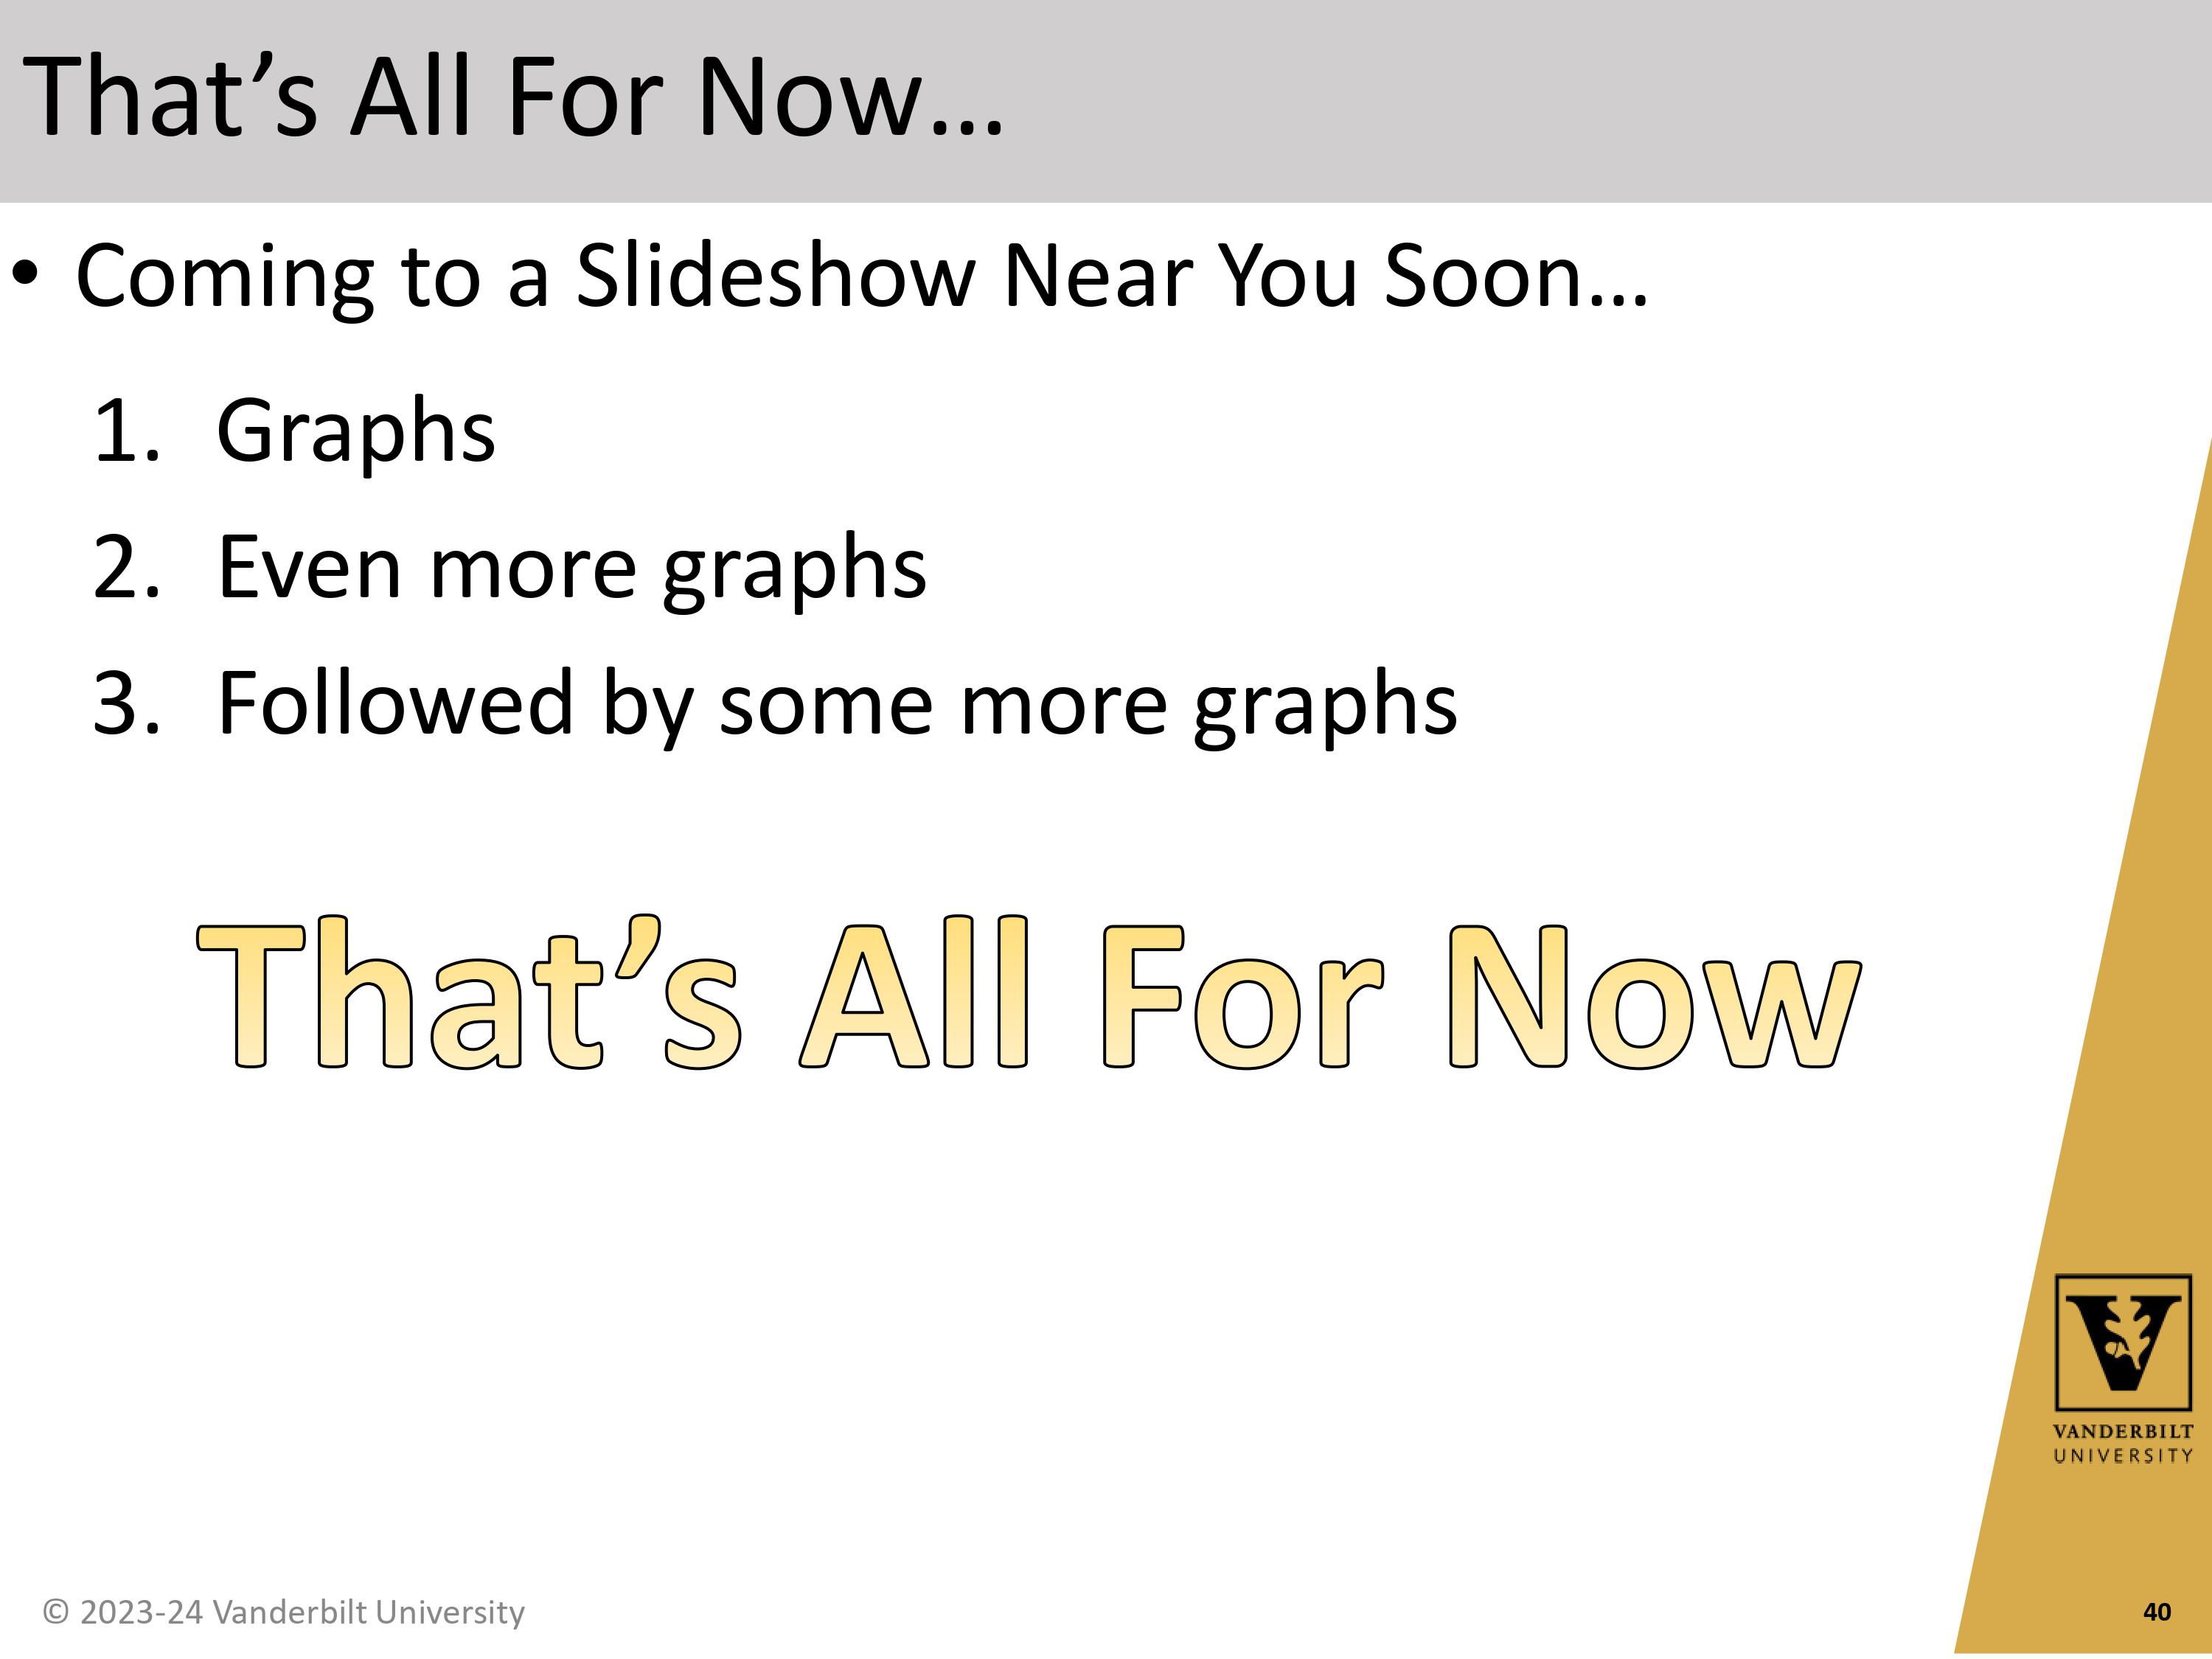 That’s All For Now…
• Coming to a Slideshow Near You Soon…
1. Graphs
2. Even more graphs
3. Followed by some more graphs
That’s All For Now
V
VANDERBILT
UNIVERSITY
© 2023-24 Vanderbilt University
40